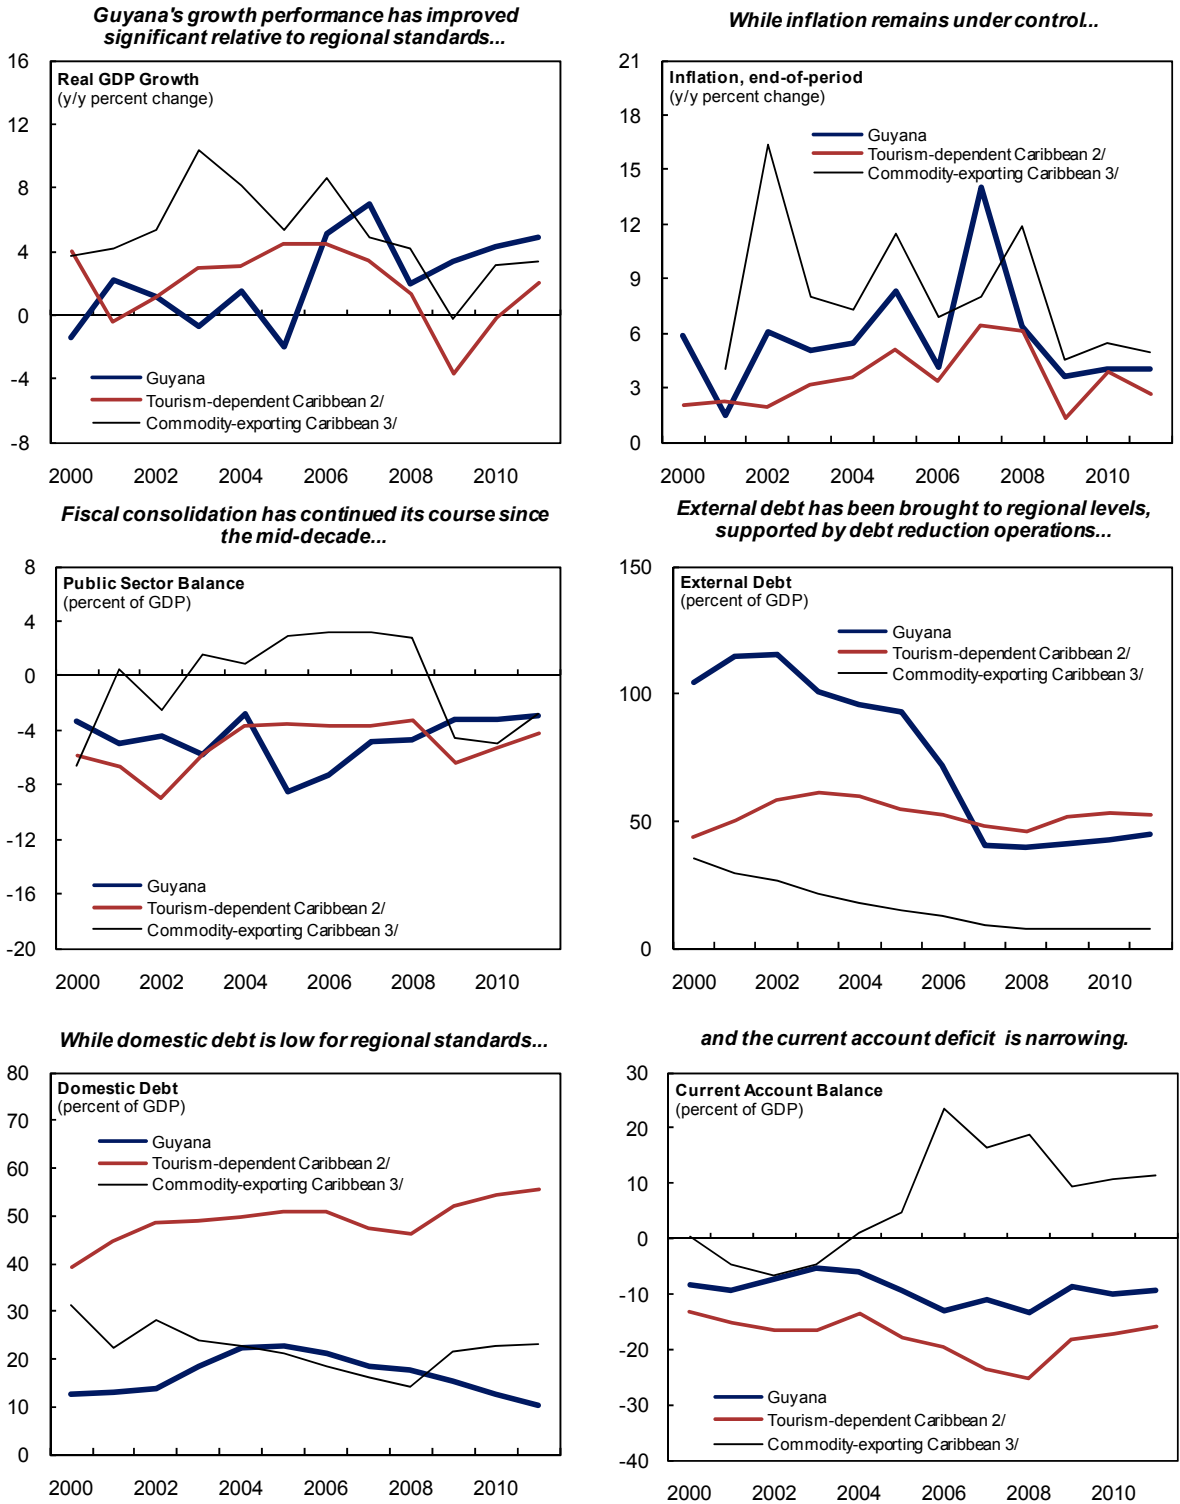 Guyana's growth performance has improved
significant relative to regional standards...
16
12
8
4
0
-4
-8
Real GDP Growth
(y/y percent change)
Guyana
Tourism-dependent Caribbean 2/
Commodity-exporting Caribbean 3/
2000 2002 2004 2006 2008 2010
While inflation remains under control...
21
18
15
12
9
6
3
0
Inflation, end-of-period
(y/y percent change)
Guyana
Tourism-dependent Caribbean 2/
Commodity-exporting Caribbean 3/
2000 2002 2004 2006 2008 2010
Fiscal consolidation has continued its course since
the mid-decade...
8
4
0
-4
-8
-12
-16
-20
Public Sector Balance
(percent of GDP)
Guyana
Tourism-dependent Caribbean 2/
Commodity-exporting Caribbean 3/
2000 2002 2004 2006 2008 2010
External debt has been brought to regional levels,
supported by debt reduction operations...
150
100
50
0
External Debt
(percent of GDP)
Guyana
Tourism-dependent Caribbean 2/
Commodity-exporting Caribbean 3/
2000 2002 2004 2006 2008 2010
While domestic debt is low for regional standards...
80
70
60
50
40
30
20
10
0
Domestic Debt
(percent of GDP)
Guyana
Tourism-dependent Caribbean 2/
Commodity-exporting Caribbean 3/
2000 2002 2004 2006 2008 2010
and the current account deficit is narrowing.
30
20
10
0
-10
-20
-30
-40
Current Account Balance
(percent of GDP)
Guyana
Tourism-dependent Caribbean 2/
Commodity-exporting Caribbean 3/
2000 2002 2004 2006 2008 2010